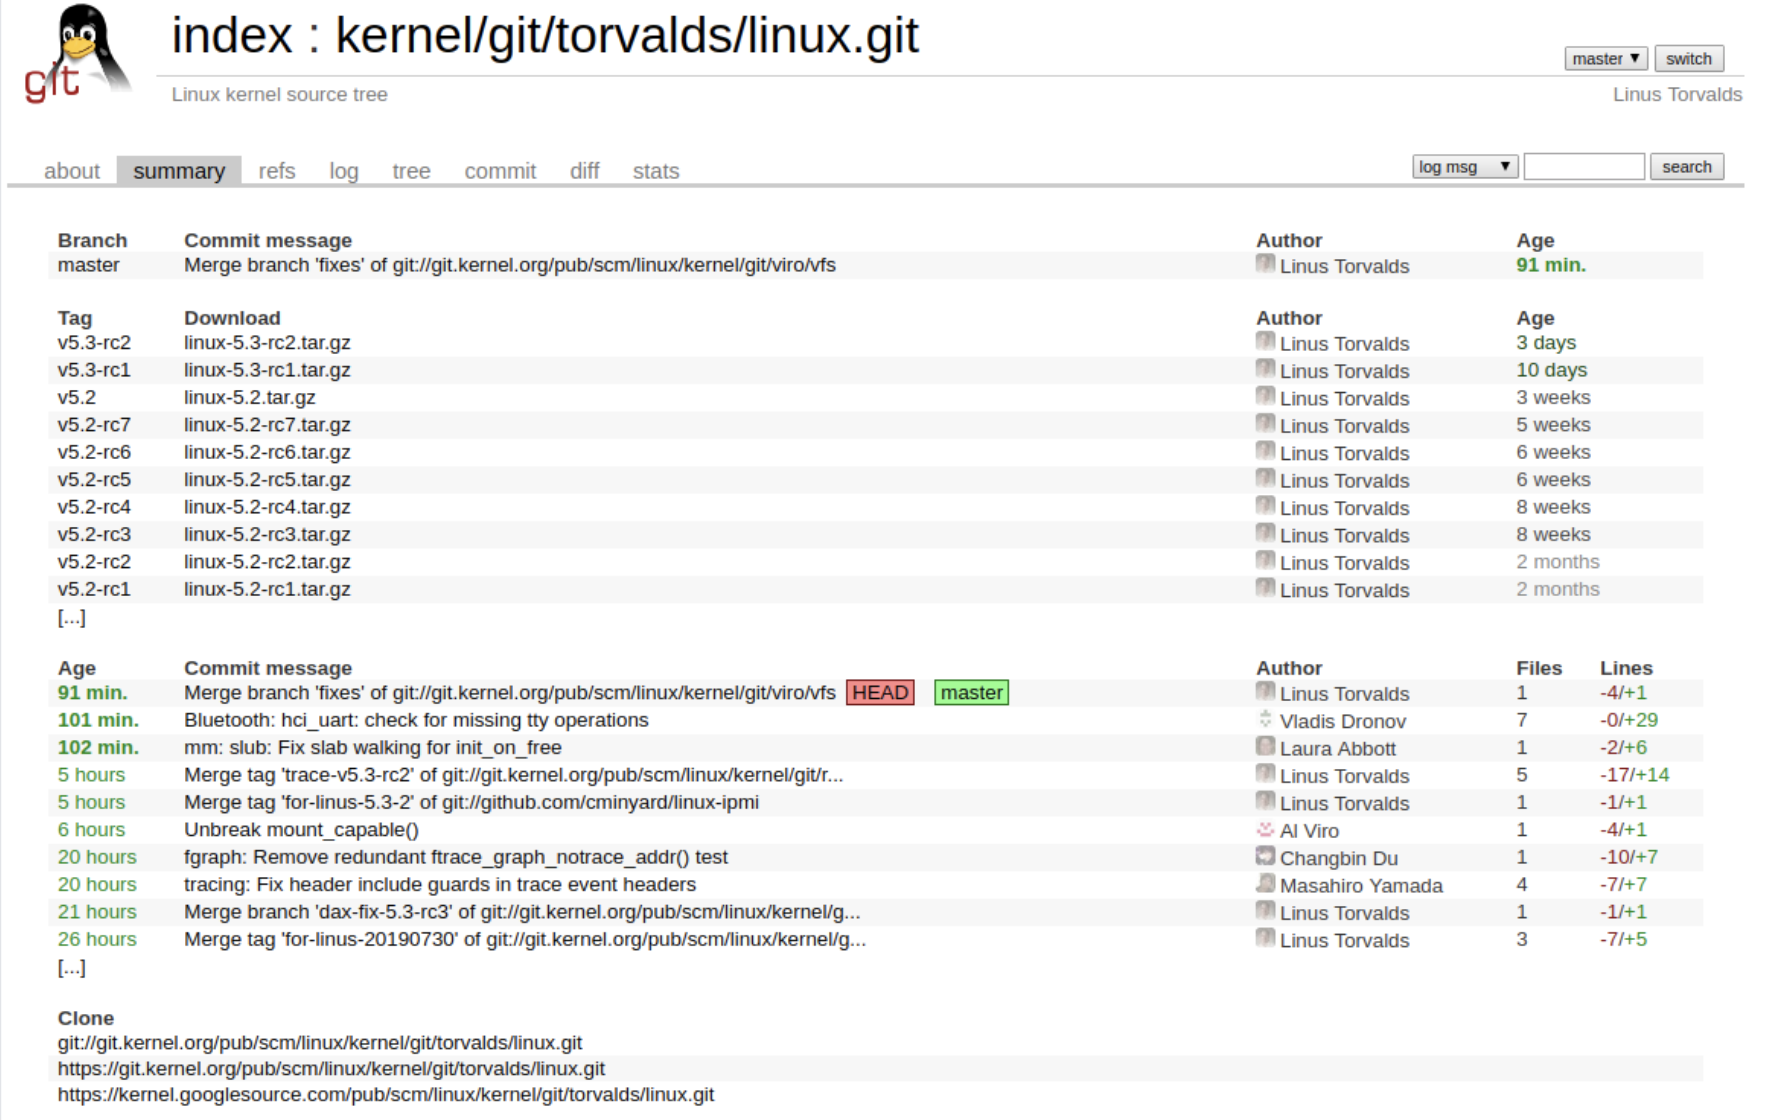 index : kernel/git/torvalds/linux.git
master ▼ switch
git
Linux kernel source tree Linus Torvalds
about summary refs log tree commit diff stats log msg ▼ search
Branch Commit message Author Age
master Merge branch 'fixes' of git://git.kernel.org/pub/scm/linux/kernel/git/viro/vfs Linus Torvalds 91 min.
Tag Download Author Age
v5.3-rc2 linux-5.3-rc2.tar.gz Linus Torvalds 3 days
v5.3-rc1 linux-5.3-rc1.tar.gz Linus Torvalds 10 days
v5.2 linux-5.2.tar.gz Linus Torvalds 3 weeks
v5.2-rc7 linux-5.2-rc7.tar.gz Linus Torvalds 5 weeks
v5.2-rc6 linux-5.2-rc6.tar.gz Linus Torvalds 6 weeks
v5.2-rc5 linux-5.2-rc5.tar.gz Linus Torvalds 6 weeks
v5.2-rc4 linux-5.2-rc4.tar.gz Linus Torvalds 8 weeks
v5.2-rc3 linux-5.2-rc3.tar.gz Linus Torvalds 8 weeks
v5.2-rc2 linux-5.2-rc2.tar.gz Linus Torvalds 2 months
v5.2-rc1 linux-5.2-rc1.tar.gz Linus Torvalds 2 months
[...]
Age Commit message Author Files Lines
91 min. Merge branch 'fixes' of git://git.kernel.org/pub/scm/linux/kernel/git/viro/vfs HEAD master Linus Torvalds 1 -4/+1
101 min. Bluetooth: hci_uart: check for missing tty operations Vladis Dronov 7 -0/+29
102 min. mm: slub: Fix slab walking for init_on_free Laura Abbott 1 -2/+6
5 hours Merge tag 'trace-v5.3-rc2' of git://git.kernel.org/pub/scm/linux/kernel/git/r... Linus Torvalds 5 -17/+14
5 hours Merge tag 'for-linus-5.3-2' of git://github.com/cminyard/linux-ipmi Linus Torvalds 1 -1/+1
6 hours Unbreak mount_capable() Al Viro 1 -4/+1
20 hours fgraph: Remove redundant ftrace_graph_notrace_addr() test Changbin Du 1 -10/+7
20 hours tracing: Fix header include guards in trace event headers Masahiro Yamada 4 -7/+7
21 hours Merge branch 'dax-fix-5.3-rc3' of git://git.kernel.org/pub/scm/linux/kernel/g... Linus Torvalds 1 -1/+1
26 hours Merge tag 'for-linus-20190730' of git://git.kernel.org/pub/scm/linux/kernel/g... Linus Torvalds 3 -7/+5
[...]
Clone
git://git.kernel.org/pub/scm/linux/kernel/git/torvalds/linux.git
https://git.kernel.org/pub/scm/linux/kernel/git/torvalds/linux.git
https://kernel.googlesource.com/pub/scm/linux/kernel/git/torvalds/linux.git